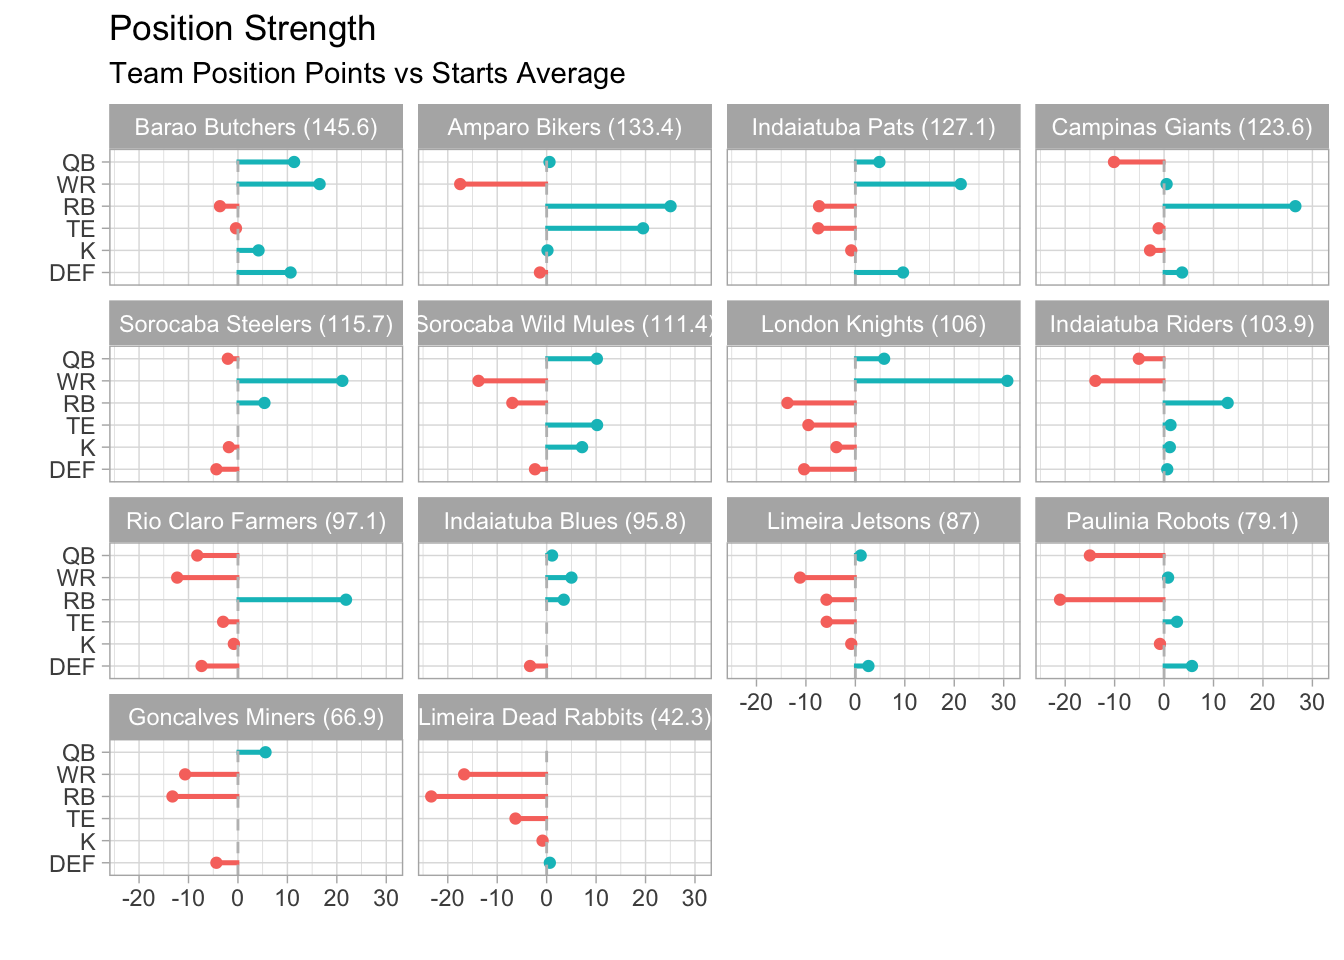 Position Strength
Team Position Points vs Starts Average
Barao Butchers (145.6) Amparo Bikers (133.4) Indaiatuba Pats (127.1) Campinas Giants (123.6)
QB
WR
RB
TE
K
DEF
Sorocaba Steelers (115.7) Sorocaba Wild Mules (111.4) London Knights (106) Indaiatuba Riders (103.9)
QB
WR
RB
TE
K
DEF
Rio Claro Farmers (97.1) Indaiatuba Blues (95.8) Limeira Jetsons (87) Paulinia Robots (79.1)
QB
WR
RB
TE
K
DEF
-20 -10 0 10 20 30 -20 -10 0 10 20 30
Goncalves Miners (66.9) Limeira Dead Rabbits (42.3)
QB
WR
RB
TE
K
DEF
-20 -10 0 10 20 30 -20 -10 0 10 20 30